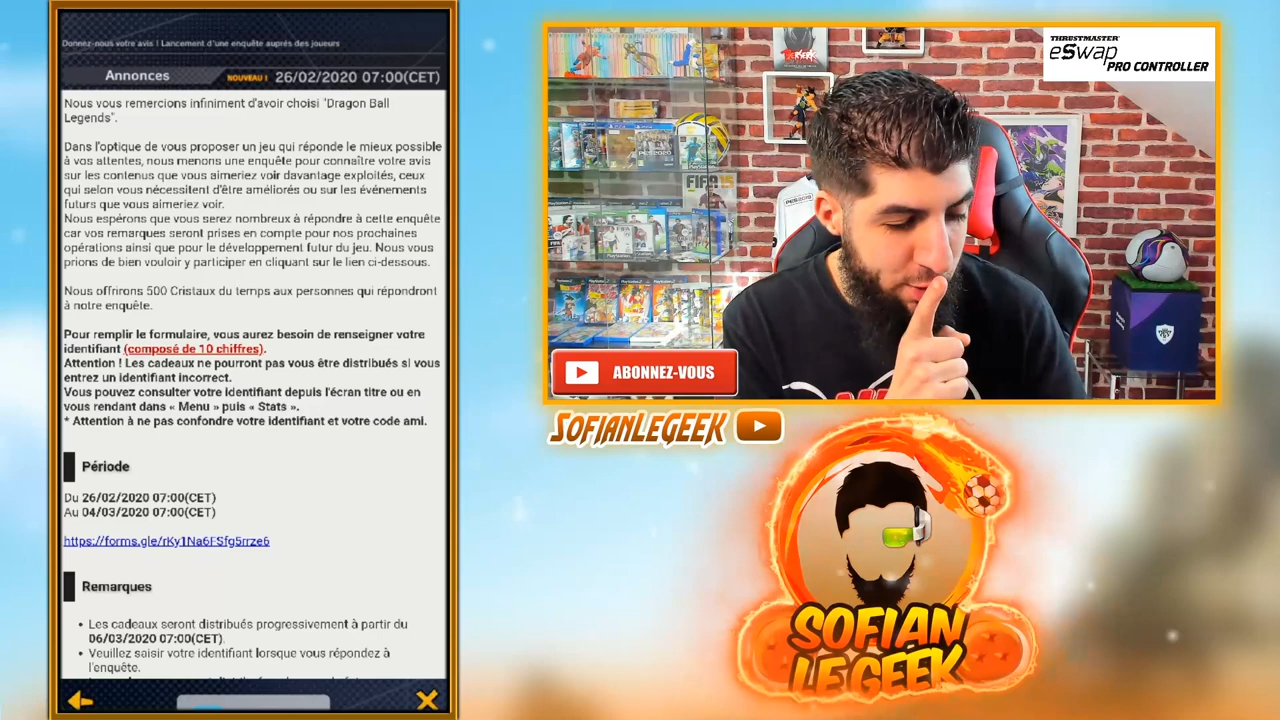 Donnez-nous votre avis ! Lancement d'une enquête auprès des joueurs
Annonces
NOUVEAU !
26/02/2020 07:00(CET)
Nous vous remercions infiniment d'avoir choisi "Dragon Ball
Legends".
Dans l'optique de vous proposer un jeu qui réponde le mieux possible
à vos attentes, nous menons une enquête pour connaître votre avis
sur les contenus que vous aimeriez voir davantage exploités, ceux
qui selon vous nécessitent d'être améliorés ou sur les événements
futurs que vous aimeriez voir.
Nous espérons que vous serez nombreux à répondre à cette enquête
car vos remarques seront prises en compte pour nos prochaines
opérations ainsi que pour le développement futur du jeu. Nous vous
prions de bien vouloir y participer en cliquant sur le lien ci-dessous.
Nous offrirons 500 Cristaux du temps aux personnes qui répondront
à notre enquête.
Pour remplir le formulaire, vous aurez besoin de renseigner votre
identifiant (composé de 10 chiffres).
Attention ! Les cadeaux ne pourront pas vous être distribués si vous
entrez un identifiant incorrect.
Vous pouvez consulter votre identifiant depuis l'écran titre ou en
vous rendant dans « Menu » puis « Stats ».
* Attention à ne pas confondre votre identifiant et votre code ami.
Période
Du 26/02/2020 07:00(CET)
Au 04/03/2020 07:00(CET)
https://forms.gle/rKy1Na6FSfg5rrze6
Remarques
• Les cadeaux seront distribués progressivement à partir du
06/03/2020 07:00(CET).
• Veuillez saisir votre identifiant lorsque vous répondez à
l'enquête.
THRUSTMASTER
eSwap
PRO CONTROLLER
BERSERK
PES2020
FIFA 15
PES2019
ABONNEZ-VOUS
SOFIANLEGEEK
SOFIAN
LE GEEK